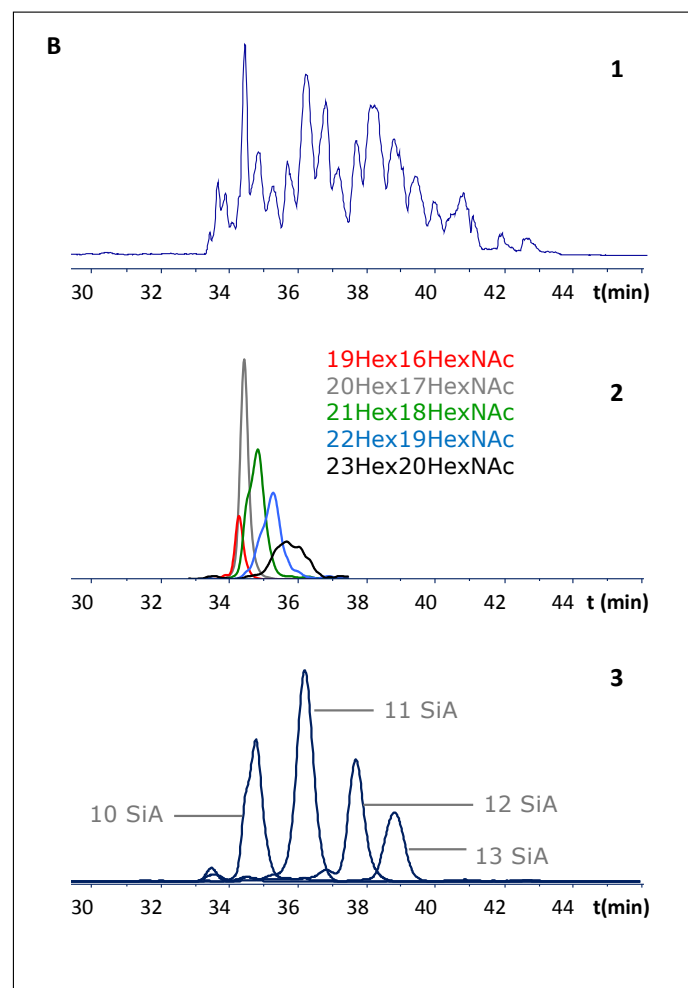 B
1
30 32 34 36 38 40 42 44 t(min)
19Hex16HexNAc
20Hex17HexNAc
21Hex18HexNAc
22Hex19HexNAc
23Hex20HexNAc
2
30 32 34 36 38 40 42 44 t (min)
3
11 SiA
10 SiA
12 SiA
13 SiA
30 32 34 36 38 40 42 44 t(min)